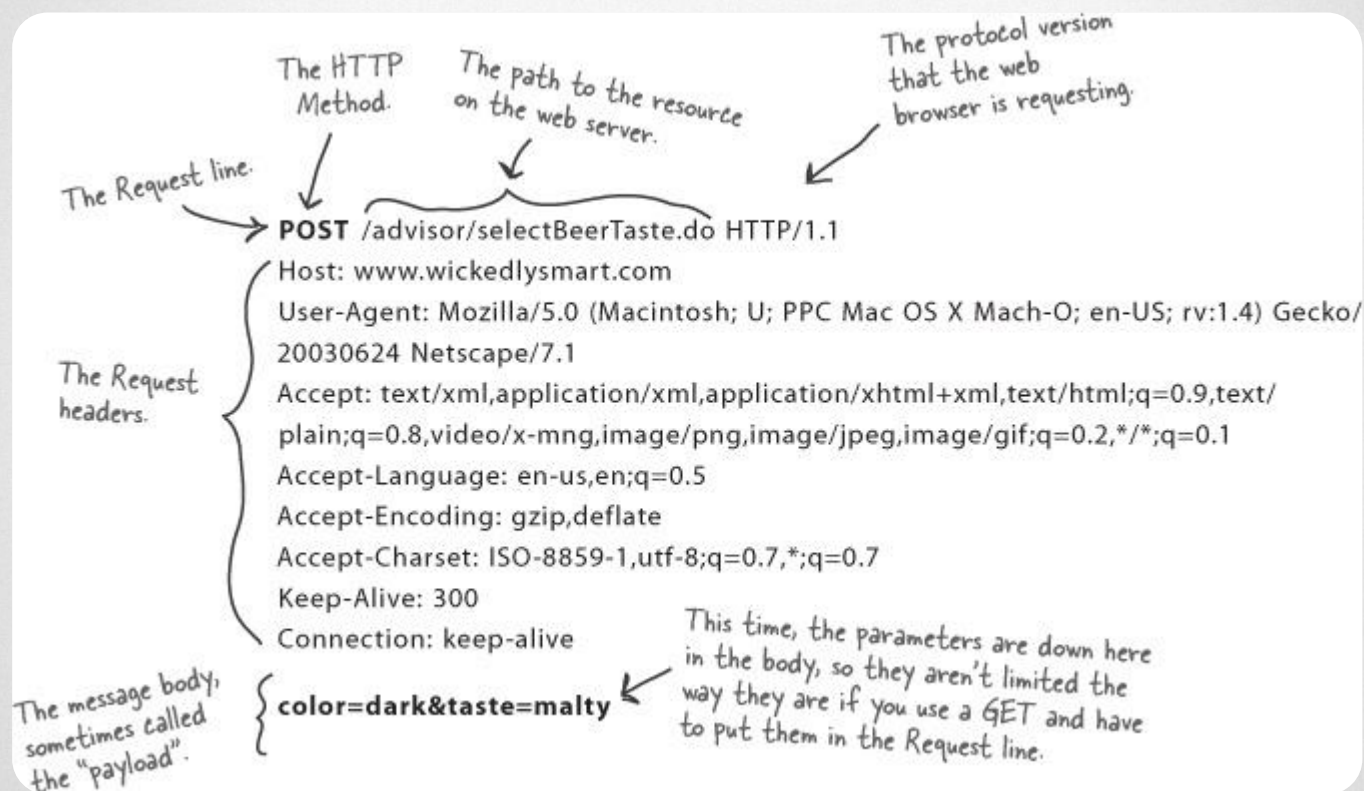 The HTTP
Method.
The path to the resource
on the web server.
The protocol version
that the web
browser is requesting.
The Request line.
POST /advisor/selectBeerTaste.do HTTP/1.1
Host: www.wickedlysmart.com
User-Agent: Mozilla/5.0 (Macintosh; U; PPC Mac OS X Mach-O; en-US; rv:1.4) Gecko/
20030624 Netscape/7.1
The Request
headers.
Accept: text/xml,application/xml,application/xhtml+xml,text/html;q=0.9,text/
plain;q=0.8,video/x-mng,image/png,image/jpeg,image/gif;q=0.2,*/*;q=0.1
Accept-Language: en-us,en;q=0.5
Accept-Encoding: gzip,deflate
Accept-Charset: ISO-8859-1,utf-8;q=0.7,*;q=0.7
Keep-Alive: 300
Connection: keep-alive
The message body,
sometimes called
the "payload".
color=dark&taste=malty
This time, the parameters are down here
in the body, so they aren't limited the
way they are if you use a GET and have
to put them in the Request line.